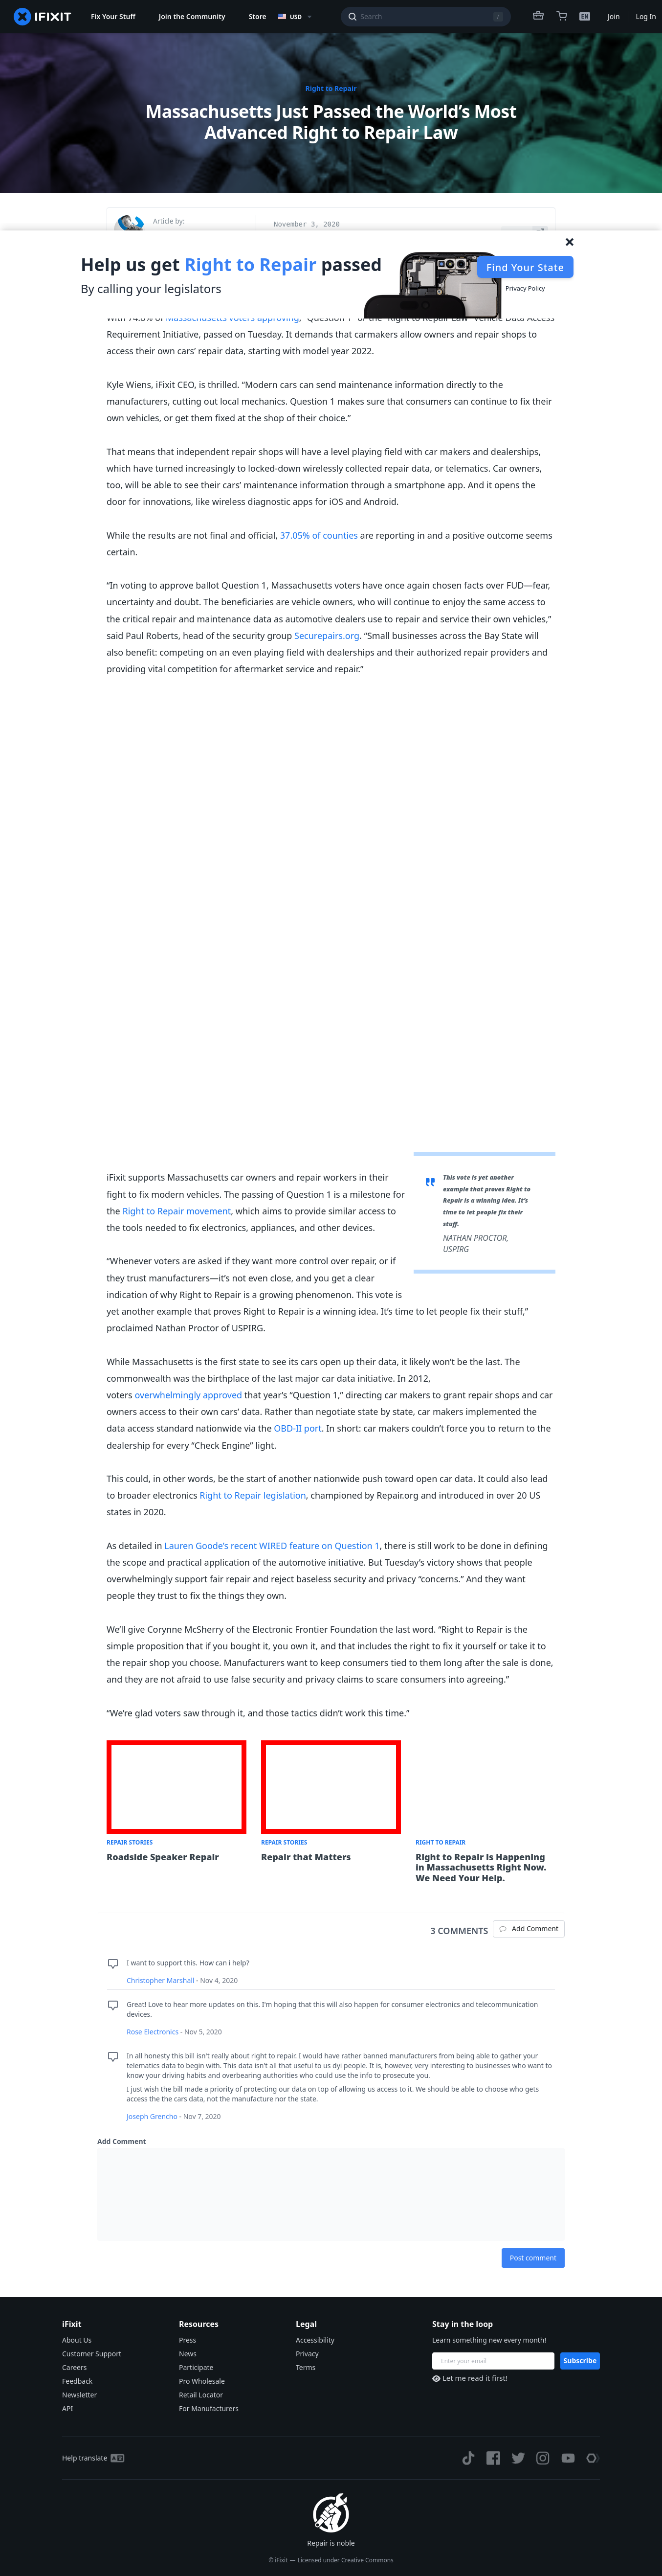 IFIXIT
Fix Your Stuff
Join the Community
Store
USD
Search
/
EN
Join
Log In
Right to Repair
Massachusetts Just Passed the World’s Most
Advanced Right to Repair Law
Article by:
November 3, 2020
Help us get Right to Repair passed
By calling your legislators
Find Your State
Privacy Policy
With 74.8% of Massachusetts voters approving, “Question 1” or the “Right to Repair Law” Vehicle Data Access
Requirement Initiative, passed on Tuesday. It demands that carmakers allow owners and repair shops to
access their own cars’ repair data, starting with model year 2022.
Kyle Wiens, iFixit CEO, is thrilled. “Modern cars can send maintenance information directly to the
manufacturers, cutting out local mechanics. Question 1 makes sure that consumers can continue to fix their
own vehicles, or get them fixed at the shop of their choice.”
That means that independent repair shops will have a level playing field with car makers and dealerships,
which have turned increasingly to locked-down wirelessly collected repair data, or telematics. Car owners,
too, will be able to see their cars’ maintenance information through a smartphone app. And it opens the
door for innovations, like wireless diagnostic apps for iOS and Android.
While the results are not final and official, 37.05% of counties are reporting in and a positive outcome seems
certain.
“In voting to approve ballot Question 1, Massachusetts voters have once again chosen facts over FUD—fear,
uncertainty and doubt. The beneficiaries are vehicle owners, who will continue to enjoy the same access to
the critical repair and maintenance data as automotive dealers use to repair and service their own vehicles,”
said Paul Roberts, head of the security group Securepairs.org. “Small businesses across the Bay State will
also benefit: competing on an even playing field with dealerships and their authorized repair providers and
providing vital competition for aftermarket service and repair.”
iFixit supports Massachusetts car owners and repair workers in their
fight to fix modern vehicles. The passing of Question 1 is a milestone for
the Right to Repair movement, which aims to provide similar access to
the tools needed to fix electronics, appliances, and other devices.
This vote is yet another
example that proves Right to
Repair is a winning idea. It’s
time to let people fix their
stuff.
NATHAN PROCTOR,
USPIRG
“Whenever voters are asked if they want more control over repair, or if
they trust manufacturers—it’s not even close, and you get a clear
indication of why Right to Repair is a growing phenomenon. This vote is
yet another example that proves Right to Repair is a winning idea. It’s time to let people fix their stuff,”
proclaimed Nathan Proctor of USPIRG.
While Massachusetts is the first state to see its cars open up their data, it likely won’t be the last. The
commonwealth was the birthplace of the last major car data initiative. In 2012,
voters overwhelmingly approved that year’s “Question 1,” directing car makers to grant repair shops and car
owners access to their own cars’ data. Rather than negotiate state by state, car makers implemented the
data access standard nationwide via the OBD-II port. In short: car makers couldn’t force you to return to the
dealership for every “Check Engine” light.
This could, in other words, be the start of another nationwide push toward open car data. It could also lead
to broader electronics Right to Repair legislation, championed by Repair.org and introduced in over 20 US
states in 2020.
As detailed in Lauren Goode’s recent WIRED feature on Question 1, there is still work to be done in defining
the scope and practical application of the automotive initiative. But Tuesday’s victory shows that people
overwhelmingly support fair repair and reject baseless security and privacy “concerns.” And they want
people they trust to fix the things they own.
We’ll give Corynne McSherry of the Electronic Frontier Foundation the last word. “Right to Repair is the
simple proposition that if you bought it, you own it, and that includes the right to fix it yourself or take it to
the repair shop you choose. Manufacturers want to keep consumers tied to them long after the sale is done,
and they are not afraid to use false security and privacy claims to scare consumers into agreeing.”
“We’re glad voters saw through it, and those tactics didn’t work this time.”
REPAIR STORIES
Roadside Speaker Repair
REPAIR STORIES
Repair that Matters
RIGHT TO REPAIR
Right to Repair is Happening
in Massachusetts Right Now.
We Need Your Help.
3 COMMENTS
Add Comment
I want to support this. How can i help?
Christopher Marshall - Nov 4, 2020
Great! Love to hear more updates on this. I'm hoping that this will also happen for consumer electronics and telecommunication
devices.
Rose Electronics - Nov 5, 2020
In all honesty this bill isn't really about right to repair. I would have rather banned manufacturers from being able to gather your
telematics data to begin with. This data isn't all that useful to us dyi people. It is, however, very interesting to businesses who want to
know your driving habits and overbearing authorities who could use the info to prosecute you.
I just wish the bill made a priority of protecting our data on top of allowing us access to it. We should be able to choose who gets
access the the cars data, not the manufacture nor the state.
Joseph Grencho - Nov 7, 2020
Add Comment
Post comment
iFixit
About Us
Customer Support
Careers
Feedback
Newsletter
API
Resources
Press
News
Participate
Pro Wholesale
Retail Locator
For Manufacturers
Legal
Accessibility
Privacy
Terms
Stay in the loop
Learn something new every month!
Enter your email
Subscribe
Let me read it first!
Help translate
Repair is noble
© iFixit — Licensed under Creative Commons